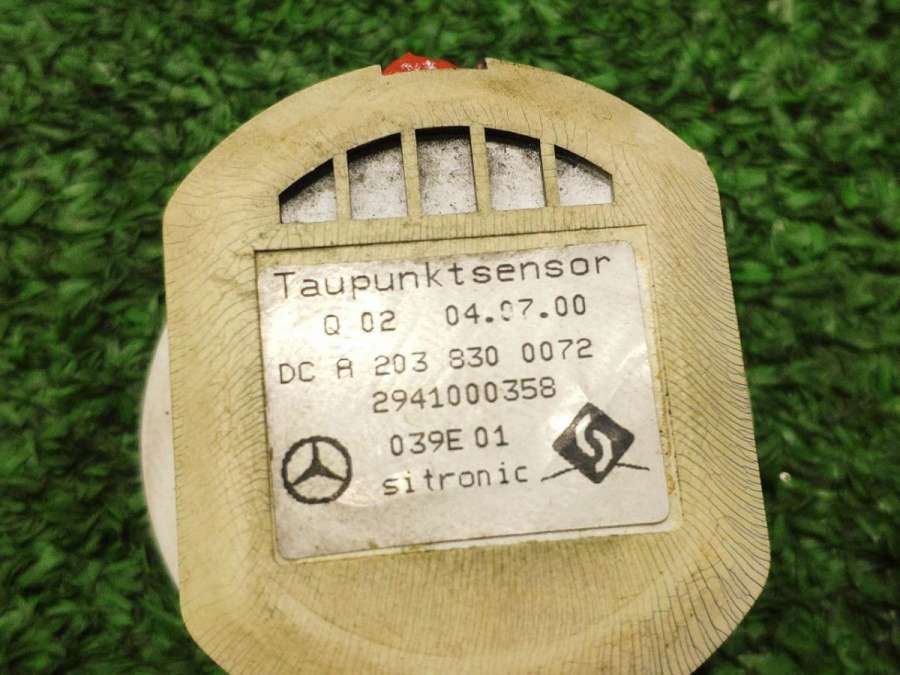 Taupunktsensor
Q 02 04.07.00
DC A 203 830 0072
2941000358
039E 01
sitronic